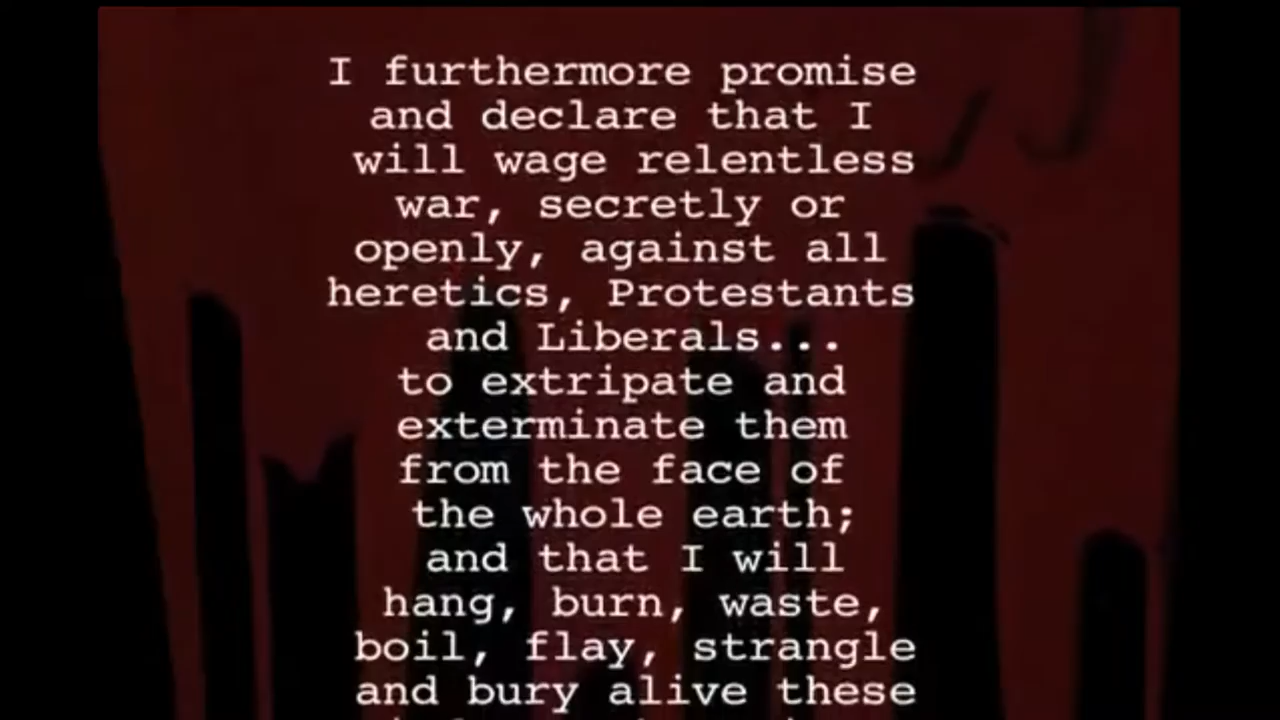 I furthermore promise
and declare that I
will wage relentless
war, secretly or
openly, against all
heretics, Protestants
and Liberals...
to extripate and
exterminate them
from the face of
the whole earth;
and that I will
hang, burn, waste,
boil, flay, strangle
and bury alive these